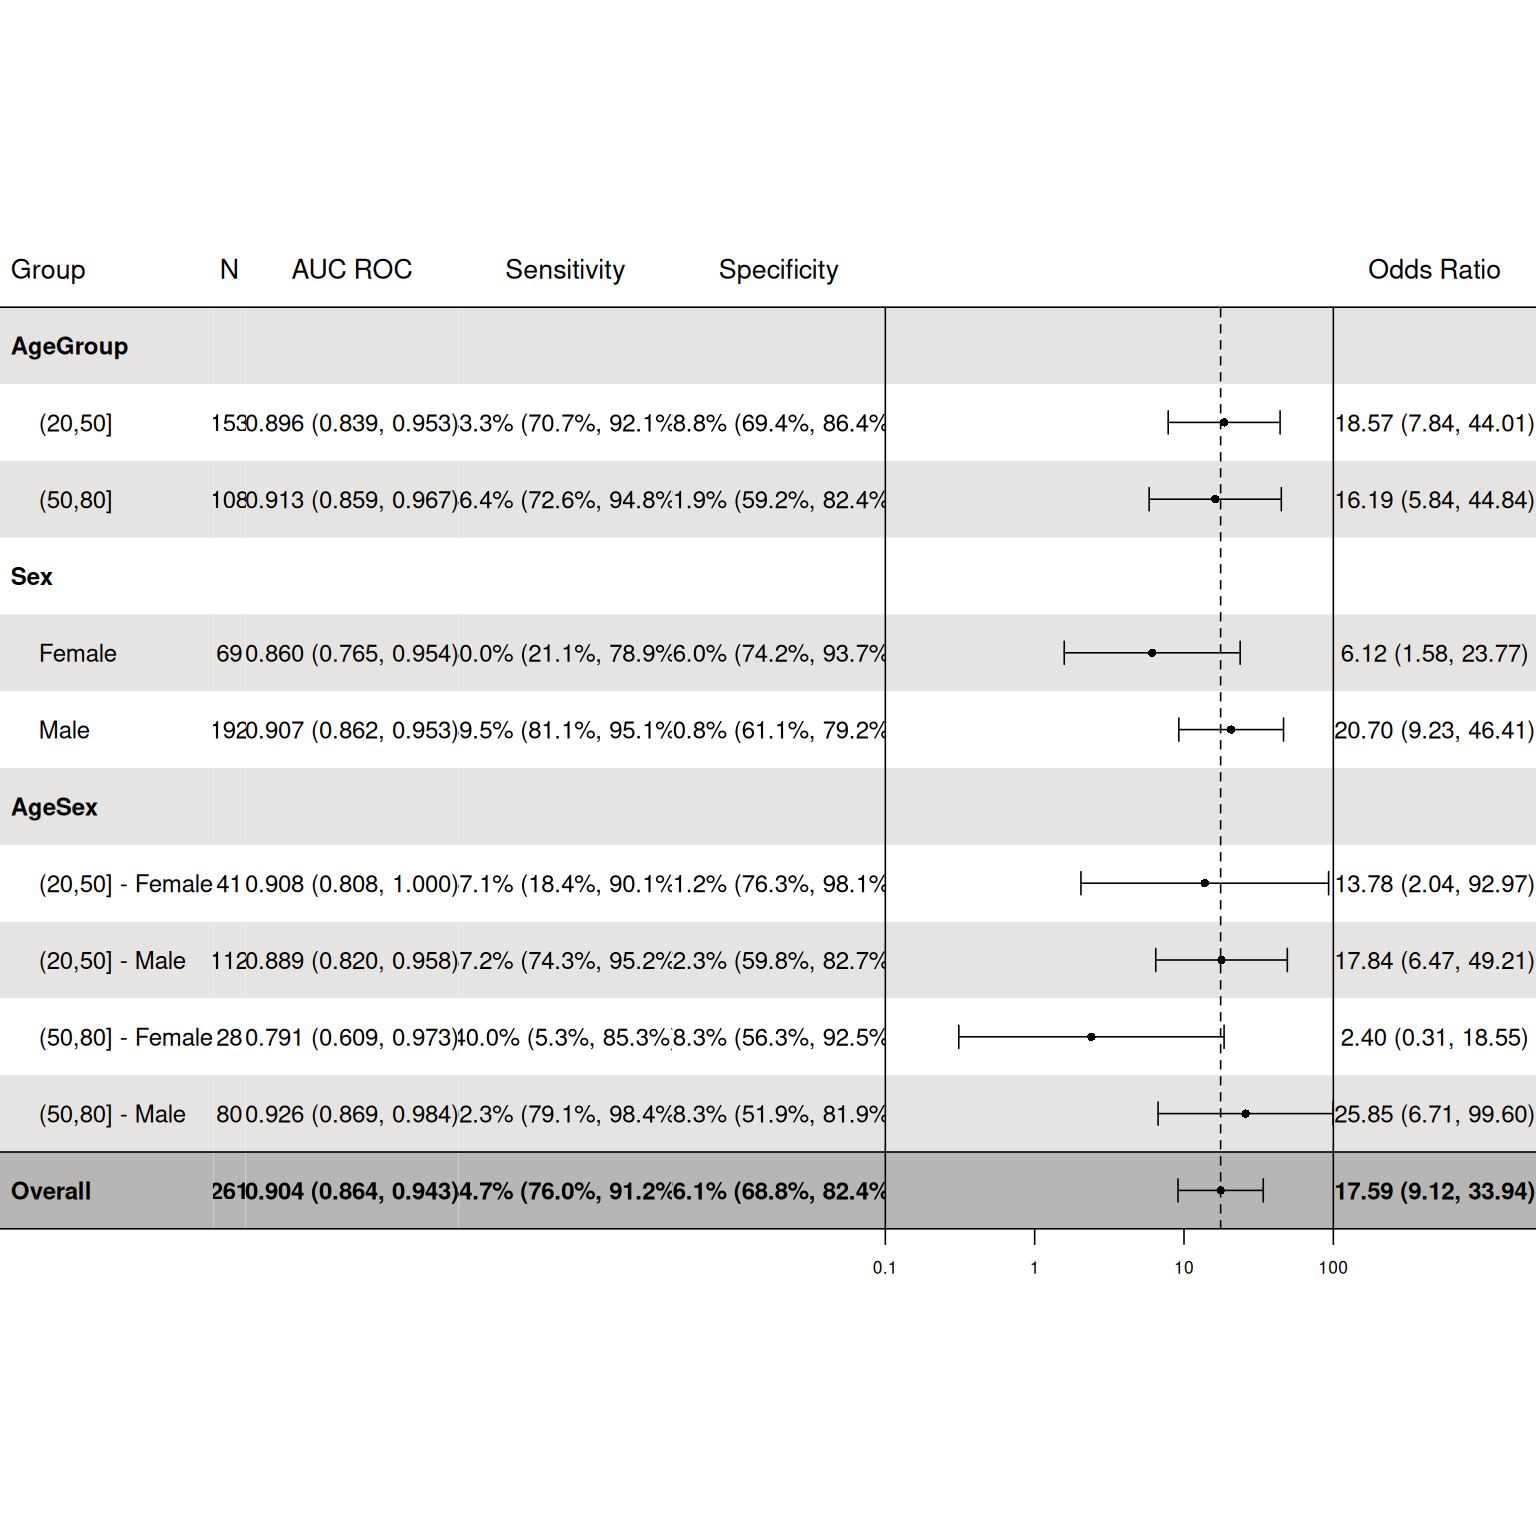 Group N AUC ROC Sensitivity Specificity Odds Ratio
AgeGroup
(20,50] 153 0.896 (0.839, 0.953) 3.3% (70.7%, 92.1% 8.8% (69.4%, 86.4% 18.57 (7.84, 44.01)
(50,80] 108 0.913 (0.859, 0.967) 6.4% (72.6%, 94.8% 1.9% (59.2%, 82.4% 16.19 (5.84, 44.84)
Sex
Female 69 0.860 (0.765, 0.954) 0.0% (21.1%, 78.9% 6.0% (74.2%, 93.7% 6.12 (1.58, 23.77)
Male 192 0.907 (0.862, 0.953) 9.5% (81.1%, 95.1% 0.8% (61.1%, 79.2% 20.70 (9.23, 46.41)
AgeSex
(20,50] - Female 41 0.908 (0.808, 1.000) 7.1% (18.4%, 90.1% 1.2% (76.3%, 98.1% 13.78 (2.04, 92.97)
(20,50] - Male 112 0.889 (0.820, 0.958) 7.2% (74.3%, 95.2% 2.3% (59.8%, 82.7% 17.84 (6.47, 49.21)
(50,80] - Female 28 0.791 (0.609, 0.973) 40.0% (5.3%, 85.3%) 8.3% (56.3%, 92.5% 2.40 (0.31, 18.55)
(50,80] - Male 80 0.926 (0.869, 0.984) 2.3% (79.1%, 98.4% 8.3% (51.9%, 81.9% 25.85 (6.71, 99.60)
Overall 261 0.904 (0.864, 0.943) 4.7% (76.0%, 91.2% 6.1% (68.8%, 82.4% 17.59 (9.12, 33.94)
0.1 1 10 100